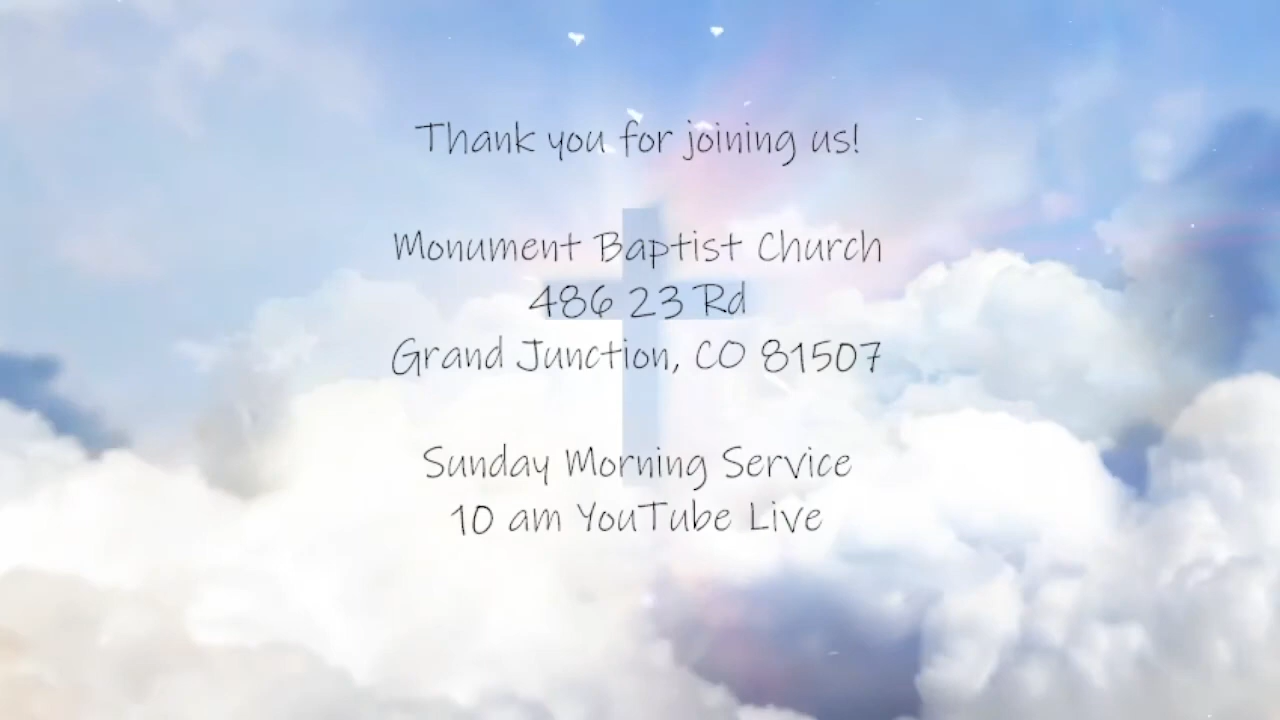 Thank you for joining us!
Monument Baptist Church
486 23 Rd
Grand Junction, CO 81507
Sunday Morning Service
10 am YouTube Live